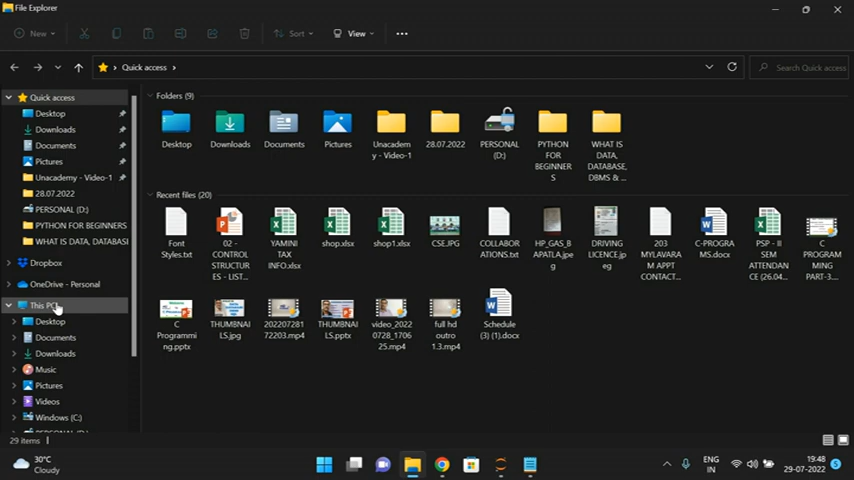 File Explorer
New
Sort
View
Quick access
Search Quick access
Quick access
Desktop
Downloads
Documents
Pictures
Unacademy - Video-1
28.07.2022
PERSONAL (D:)
PYTHON FOR BEGINNERS
WHAT IS DATA, DATABASI
Dropbox
OneDrive - Personal
This PC
Desktop
Documents
Downloads
Music
Pictures
Videos
Windows (C:)
Folders (9)
Desktop
Downloads
Documents
Pictures
Unacadem
y - Video-1
28.07.2022
PERSONAL
(D:)
PYTHON
FOR
BEGINNER
S
WHAT IS
DATA,
DATABASE,
DBMS & ...
Recent files (20)
Font
Styles.txt
02 -
CONTROL
STRUCTUR
ES - LIST...
YAMINI
TAX
INFO.xlsx
shop.xlsx
shop1.xlsx
CSE.JPG
COLLABOR
ATIONS.txt
HP_GAS_B
APATLA.jpe
g
DRIVING
LICENCE.jp
eg
203
MYLAVARA
M APPT
CONTACT...
C-PROGRA
MS.docx
PSP - II
SEM
ATTENDAN
CE (26.04...
C
PROGRAM
MING
PART-3....
C
Programmi
ng.pptx
THUMBNAI
LS.jpg
202207281
72203.mp4
THUMBNAI
LS.pptx
video_2022
0728_1706
25.mp4
full hd
outro
1.3.mp4
Schedule
(3) (1).docx
29 items
30°C
Cloudy
ENG
IN
19:48
29-07-2022
5